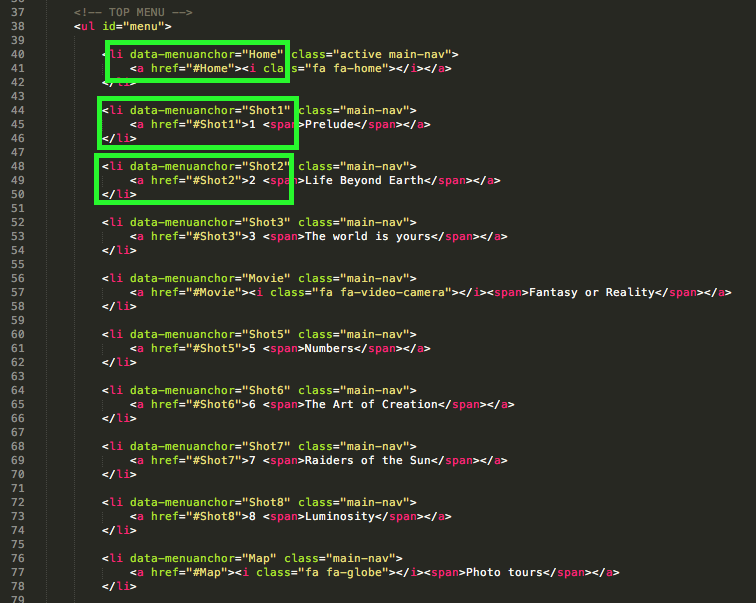 37 <!-- TOP MENU -->
38 <ul id="menu">
39
40 <li data-menuanchor="Home" class="active main-nav">
41 <a href="#Home"><i class="fa fa-home"></i></a>
42 </li>
43
44 <li data-menuanchor="Shot1" class="main-nav">
45 <a href="#Shot1">1 <span>Prelude</span></a>
46 </li>
47
48 <li data-menuanchor="Shot2" class="main-nav">
49 <a href="#Shot2">2 <span>Life Beyond Earth</span></a>
50 </li>
51
52 <li data-menuanchor="Shot3" class="main-nav">
53 <a href="#Shot3">3 <span>The world is yours</span></a>
54 </li>
55
56 <li data-menuanchor="Movie" class="main-nav">
57 <a href="#Movie"><i class="fa fa-video-camera"></i><span>Fantasy or Reality</span></a>
58 </li>
59
60 <li data-menuanchor="Shot5" class="main-nav">
61 <a href="#Shot5">5 <span>Numbers</span></a>
62 </li>
63
64 <li data-menuanchor="Shot6" class="main-nav">
65 <a href="#Shot6">6 <span>The Art of Creation</span></a>
66 </li>
67
68 <li data-menuanchor="Shot7" class="main-nav">
69 <a href="#Shot7">7 <span>Raiders of the Sun</span></a>
70 </li>
71
72 <li data-menuanchor="Shot8" class="main-nav">
73 <a href="#Shot8">8 <span>Luminosity</span></a>
74 </li>
75
76 <li data-menuanchor="Map" class="main-nav">
77 <a href="#Map"><i class="fa fa-globe"></i><span>Photo tours</span></a>
78 </li>
79